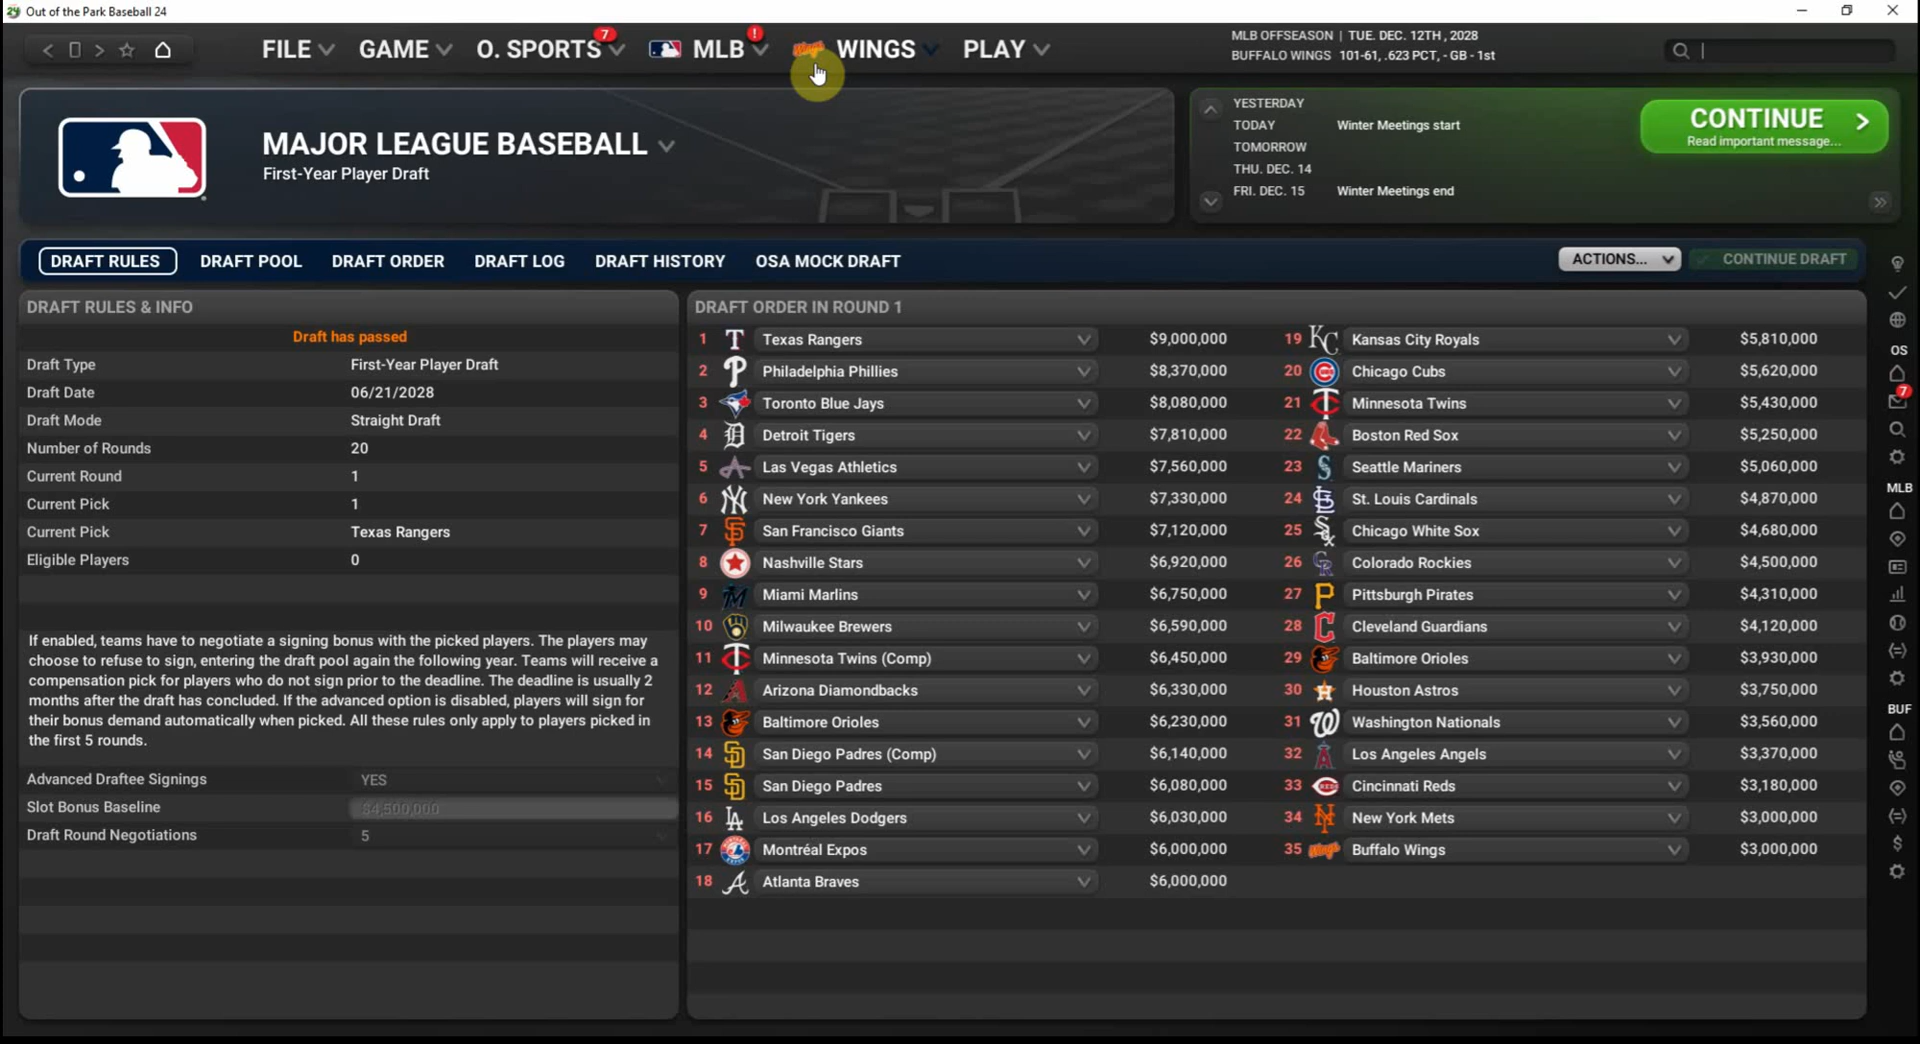 Out of the Park Baseball 24
FILE
GAME
O. SPORTS
7
MLB
!
WINGS
PLAY
MLB OFFSEASON | TUE. DEC. 12TH , 2028
BUFFALO WINGS 101-61, .623 PCT, - GB - 1st
MAJOR LEAGUE BASEBALL
First-Year Player Draft
YESTERDAY
TODAY Winter Meetings start
TOMORROW
THU. DEC. 14
FRI. DEC. 15 Winter Meetings end
CONTINUE
Read important message...
DRAFT RULES
DRAFT POOL
DRAFT ORDER
DRAFT LOG
DRAFT HISTORY
OSA MOCK DRAFT
ACTIONS...
CONTINUE DRAFT
DRAFT RULES & INFO
Draft has passed
Draft Type First-Year Player Draft
Draft Date 06/21/2028
Draft Mode Straight Draft
Number of Rounds 20
Current Round 1
Current Pick 1
Current Pick Texas Rangers
Eligible Players 0
If enabled, teams have to negotiate a signing bonus with the picked players. The players may
choose to refuse to sign, entering the draft pool again the following year. Teams will receive a
compensation pick for players who do not sign prior to the deadline. The deadline is usually 2
months after the draft has concluded. If the advanced option is disabled, players will sign for
their bonus demand automatically when picked. All these rules only apply to players picked in
the first 5 rounds.
Advanced Draftee Signings YES
Slot Bonus Baseline $4,500,000
Draft Round Negotiations 5
DRAFT ORDER IN ROUND 1
1 Texas Rangers $9,000,000
2 Philadelphia Phillies $8,370,000
3 Toronto Blue Jays $8,080,000
4 Detroit Tigers $7,810,000
5 Las Vegas Athletics $7,560,000
6 New York Yankees $7,330,000
7 San Francisco Giants $7,120,000
8 Nashville Stars $6,920,000
9 Miami Marlins $6,750,000
10 Milwaukee Brewers $6,590,000
11 Minnesota Twins (Comp) $6,450,000
12 Arizona Diamondbacks $6,330,000
13 Baltimore Orioles $6,230,000
14 San Diego Padres (Comp) $6,140,000
15 San Diego Padres $6,080,000
16 Los Angeles Dodgers $6,030,000
17 Montréal Expos $6,000,000
18 Atlanta Braves $6,000,000
19 Kansas City Royals $5,810,000
20 Chicago Cubs $5,620,000
21 Minnesota Twins $5,430,000
22 Boston Red Sox $5,250,000
23 Seattle Mariners $5,060,000
24 St. Louis Cardinals $4,870,000
25 Chicago White Sox $4,680,000
26 Colorado Rockies $4,500,000
27 Pittsburgh Pirates $4,310,000
28 Cleveland Guardians $4,120,000
29 Baltimore Orioles $3,930,000
30 Houston Astros $3,750,000
31 Washington Nationals $3,560,000
32 Los Angeles Angels $3,370,000
33 Cincinnati Reds $3,180,000
34 New York Mets $3,000,000
35 Buffalo Wings $3,000,000
OS
7
MLB
BUF